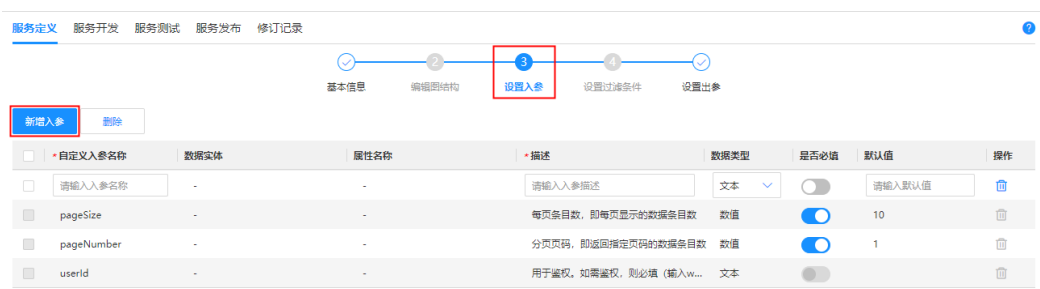 服务定义 服务开发 服务测试 服务发布 修订记录 ?
2 3 4
基本信息 编辑图结构 设置入参 设置过滤条件 设置出参
新增入参 删除
*自定义入参名称 数据实体 属性名称 *描述 数据类型 是否必填 默认值 操作
请输入入参名称 - - 请输入入参描述 文本 请输入默认值
pageSize - - 每页条目数，即每页显示的数据条目数 数值 10
pageNumber - - 分页页码，即返回指定页码的数据条目数 数值 1
userId - - 用于鉴权。如需鉴权，则必填（输入w... 文本